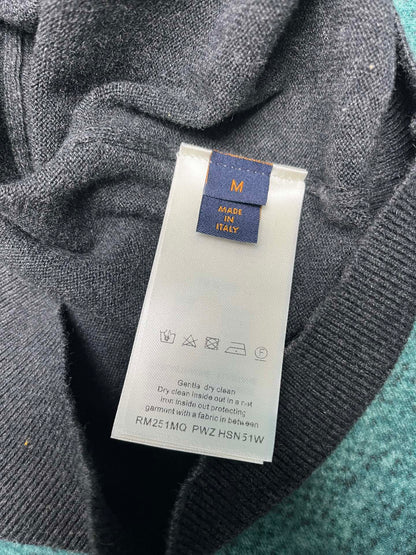 M
MADE
IN
ITALY
Gentle dry clean
Dry clean inside out in a net
Iron inside out protecting
garment with a fabric in between
RM251MQ PWZ HSN51W